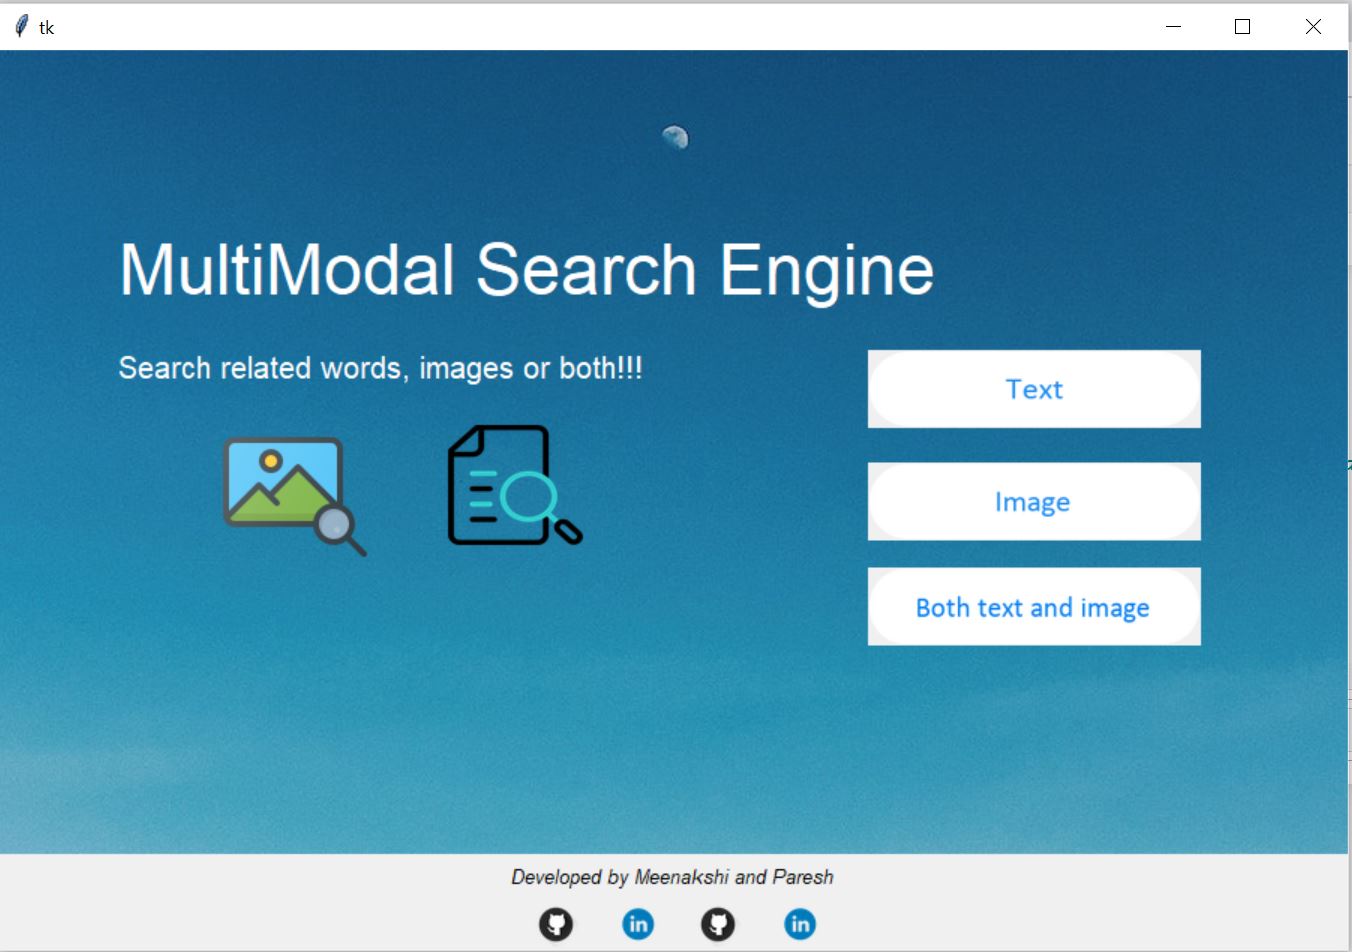 tk
MultiModal Search Engine
Search related words, images or both!!!
Text
Image
Both text and image
Developed by Meenakshi and Paresh
in
in